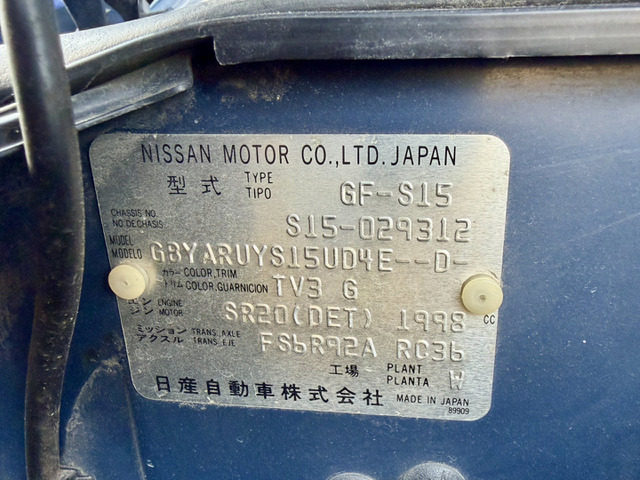 NISSAN MOTOR CO.,LTD. JAPAN
型式 TYPE TIPO GF-S15
CHASSIS NO. NO.DE CHASIS S15-029312
MODEL MODELO GBYARUYS15UD4E--D-
カラー COLOR,TRIM トリム COLOR,GUARNICION TV3 G
エンジン ENGINE MOTOR SR20(DET) 1998 CC
ミッション TRANS.,AXLE アクスル TRANS.,EJE FS6R92A RC36
工場 PLANT PLANTA W
日産自動車株式会社 MADE IN JAPAN
89909